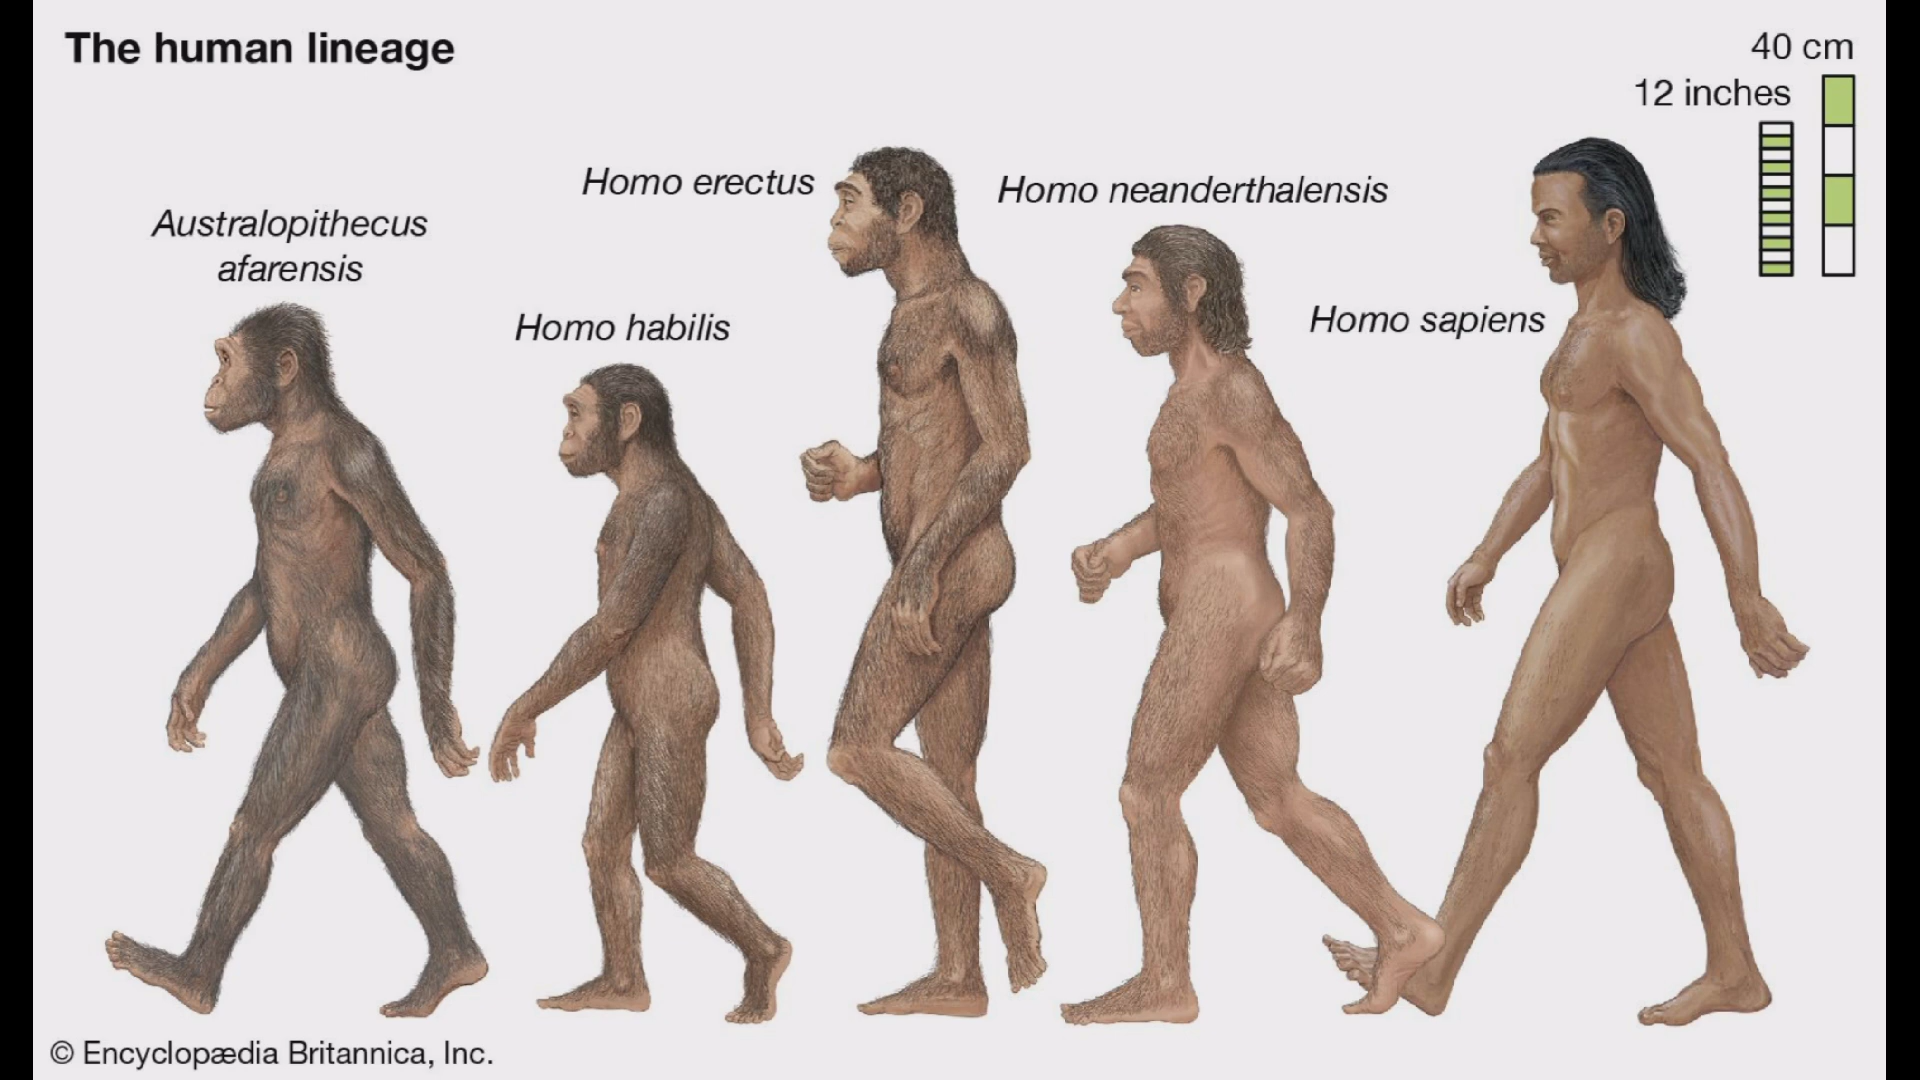 The human lineage
40 cm
12 inches
Homo erectus
Homo neanderthalensis
Australopithecus
afarensis
Homo habilis
Homo sapiens
© Encyclopædia Britannica, Inc.